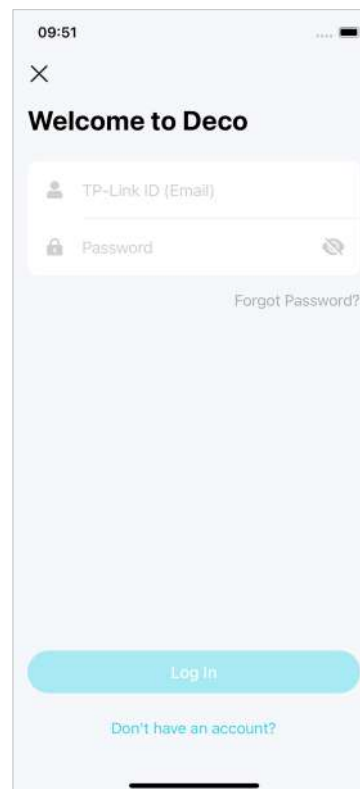 09:51
Welcome to Deco
TP-Link ID (Email)
Password
Forgot Password?
Log In
Don't have an account?